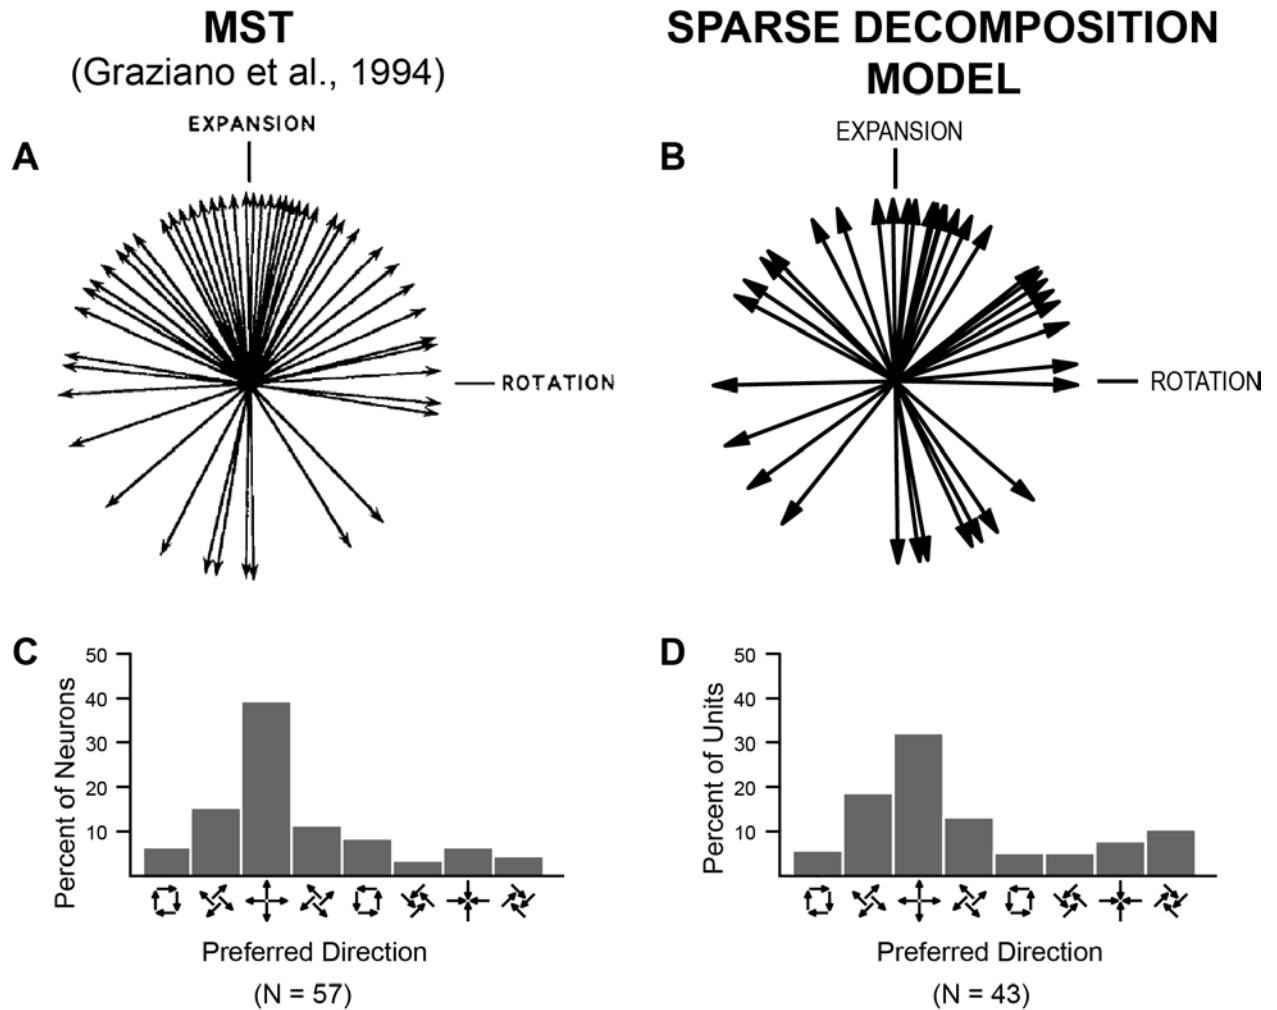 MST
(Graziano et al., 1994)
SPARSE DECOMPOSITION
MODEL
A
EXPANSION
ROTATION
B
EXPANSION
ROTATION
C
Percent of Neurons
50
40
30
20
10
Preferred Direction
(N = 57)
D
Percent of Units
50
40
30
20
10
Preferred Direction
(N = 43)